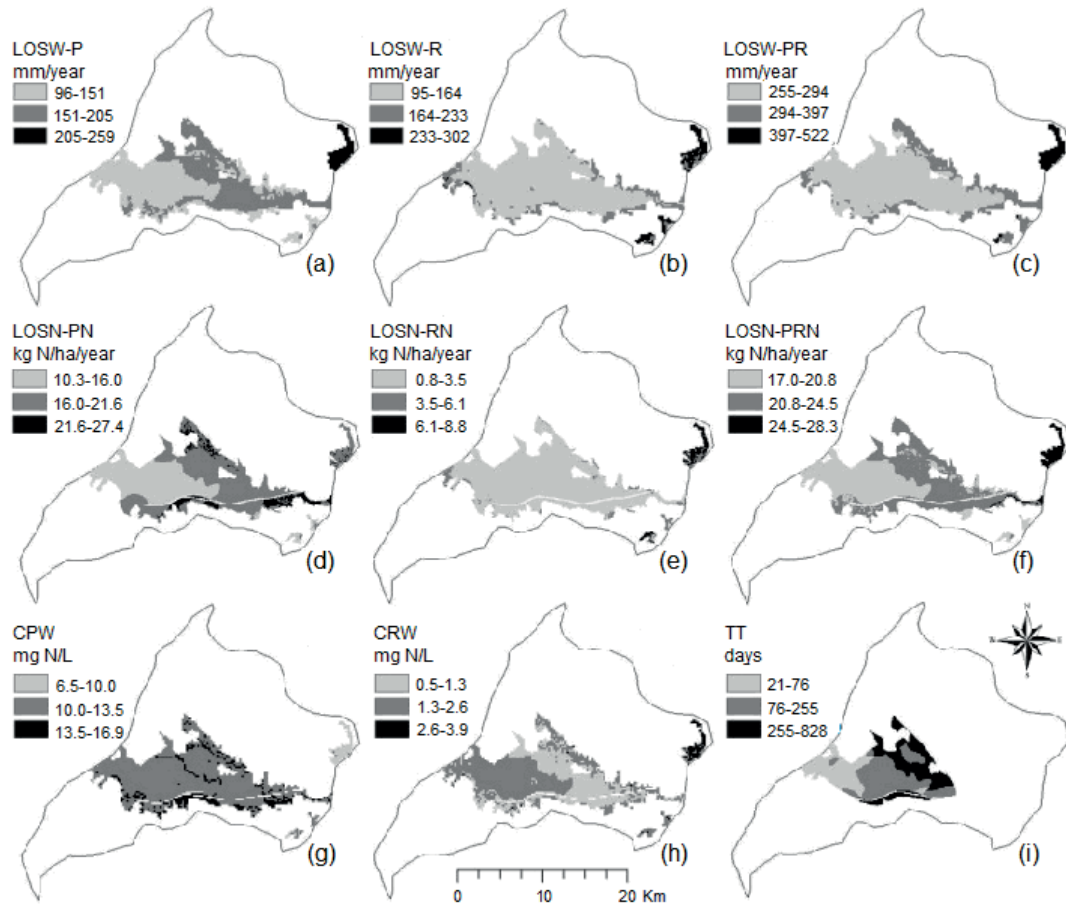 LOSW-P
mm/year
96-151
151-205
205-259
(a)
LOSW-R
mm/year
95-164
164-233
233-302
(b)
LOSW-PR
mm/year
255-294
294-397
397-522
(c)
LOSN-PN
kg N/ha/year
10.3-16.0
16.0-21.6
21.6-27.4
(d)
LOSN-RN
kg N/ha/year
0.8-3.5
3.5-6.1
6.1-8.8
(e)
LOSN-PRN
kg N/ha/year
17.0-20.8
20.8-24.5
24.5-28.3
(f)
CPW
mg N/L
6.5-10.0
10.0-13.5
13.5-16.9
(g)
CRW
mg N/L
0.5-1.3
1.3-2.6
2.6-3.9
(h)
0 10 20 Km
TT
days
21-76
76-255
255-828
(i)
N
E
S